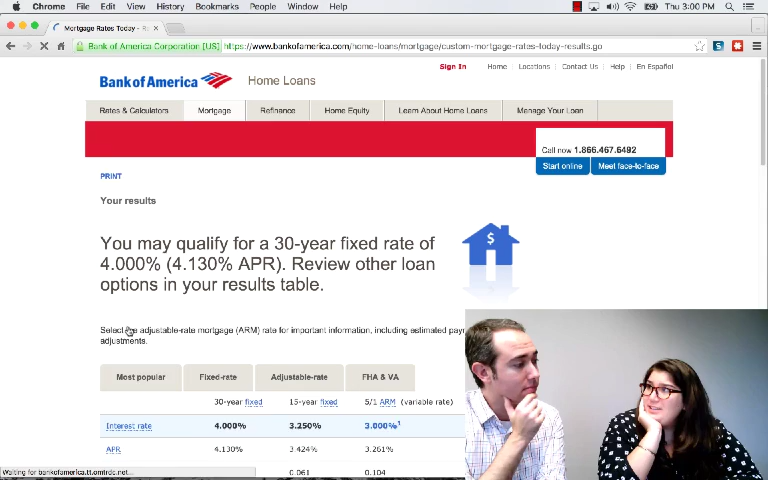 Chrome File Edit View History Bookmarks People Window Help Thu 3:00 PM
Mortgage Rates Today - B
Bank of America Corporation [US] https://www.bankofamerica.com/home-loans/mortgage/custom-mortgage-rates-today-results.go
Sign In Home Locations Contact Us Help En Español
Bank of America Home Loans
Rates & Calculators Mortgage Refinance Home Equity Learn About Home Loans Manage Your Loan
Call now 1.866.467.6492
Start online Meet face-to-face
PRINT
Your results
You may qualify for a 30-year fixed rate of
4.000% (4.130% APR). Review other loan
options in your results table.
$
Select adjustable-rate mortgage (ARM) rate for important information, including estimated
adjustments.
Most popular Fixed-rate Adjustable-rate FHA & VA
30-year fixed 15-year fixed 5/1 ARM (variable rate)
Interest rate 4.000% 3.250% 3.000%¹
APR 4.130% 3.424% 3.261%
0.061 0.104
Waiting for bankofamerica.tt.omtrdc.net...